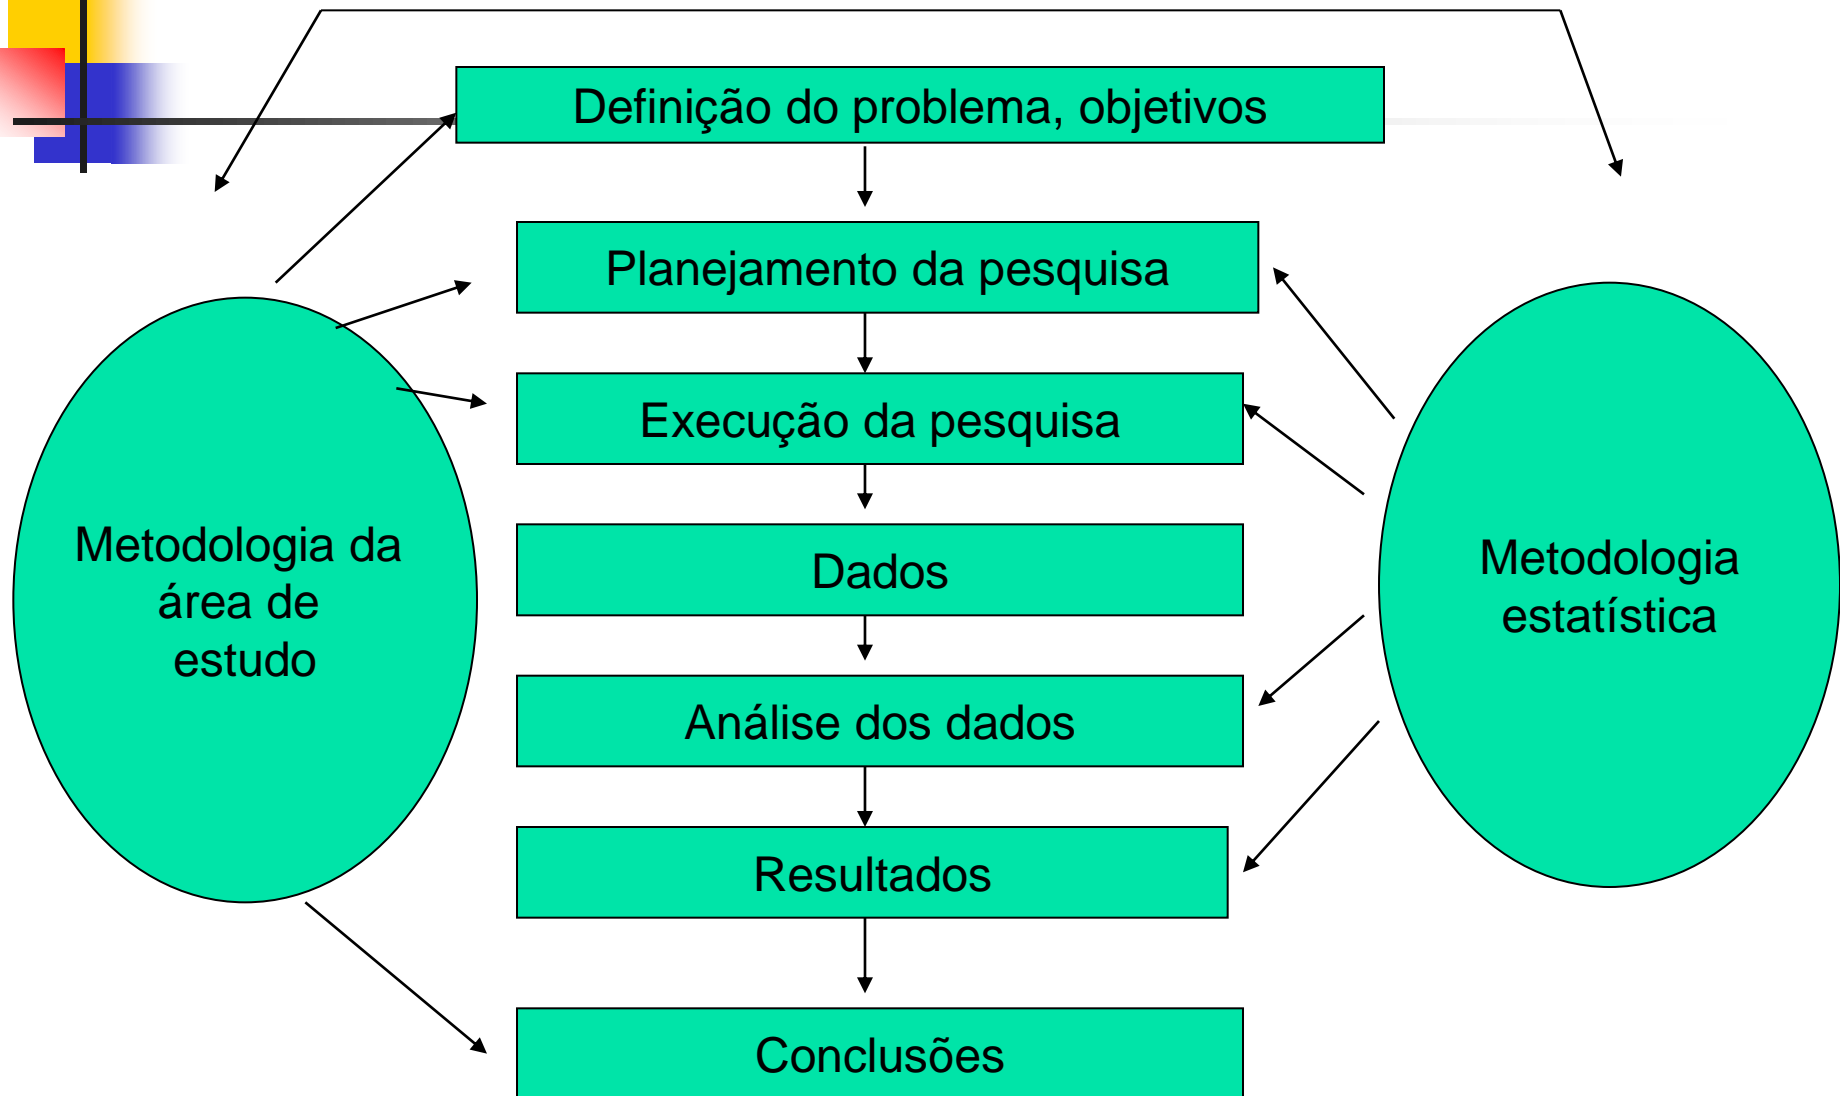 Definição do problema, objetivos
Planejamento da pesquisa
Execução da pesquisa
Metodologia da
área de
estudo
Dados
Metodologia
estatística
Análise dos dados
Resultados
Conclusões